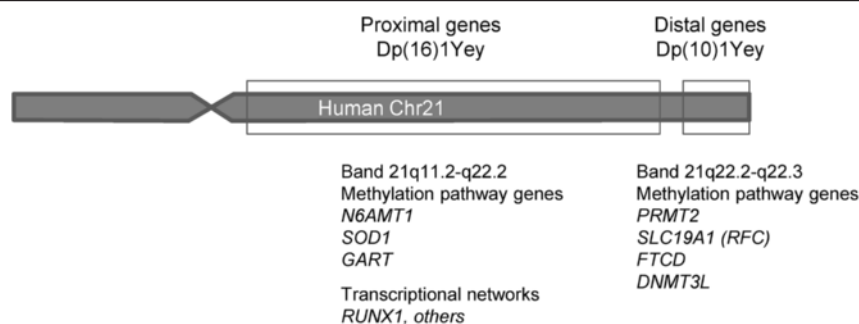 Proximal genes
Dp(16)1Yey
Distal genes
Dp(10)1Yey
Human Chr21
Band 21q11.2-q22.2
Methylation pathway genes
N6AMT1
SOD1
GART
Transcriptional networks
RUNX1, others
Band 21q22.2-q22.3
Methylation pathway genes
PRMT2
SLC19A1 (RFC)
FTCD
DNMT3L